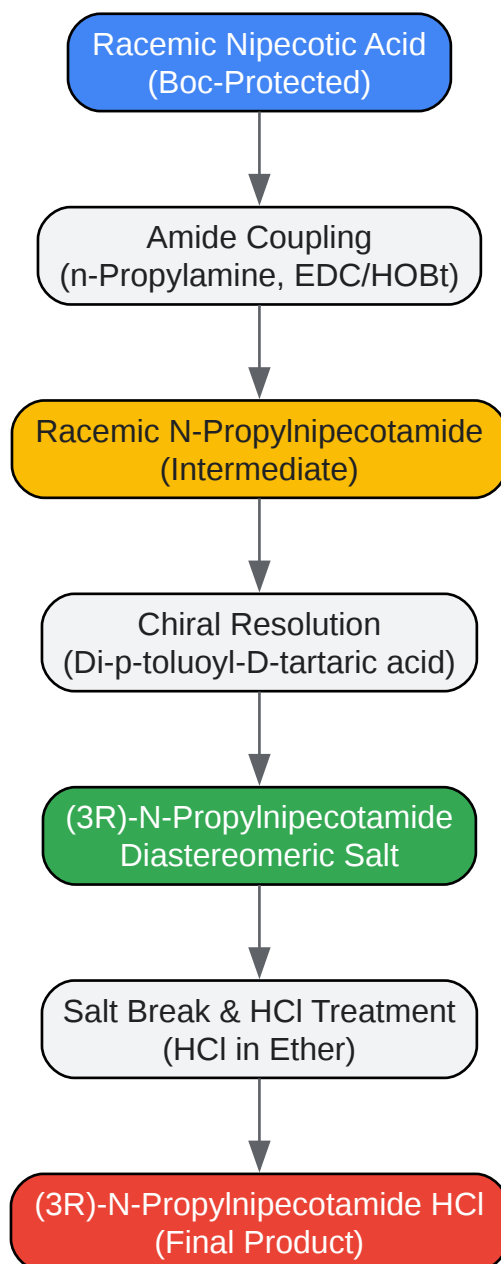 Racemic Nipecotic Acid
(Boc-Protected)
Amide Coupling
(n-Propylamine, EDC/HOBt)
Racemic N-Propylnipecotamide
(Intermediate)
Chiral Resolution
(Di-p-toluoyl-D-tartaric acid)
(3R)-N-Propylnipecotamide
Diastereomeric Salt
Salt Break & HCl Treatment
(HCl in Ether)
(3R)-N-Propylnipecotamide HCl
(Final Product)